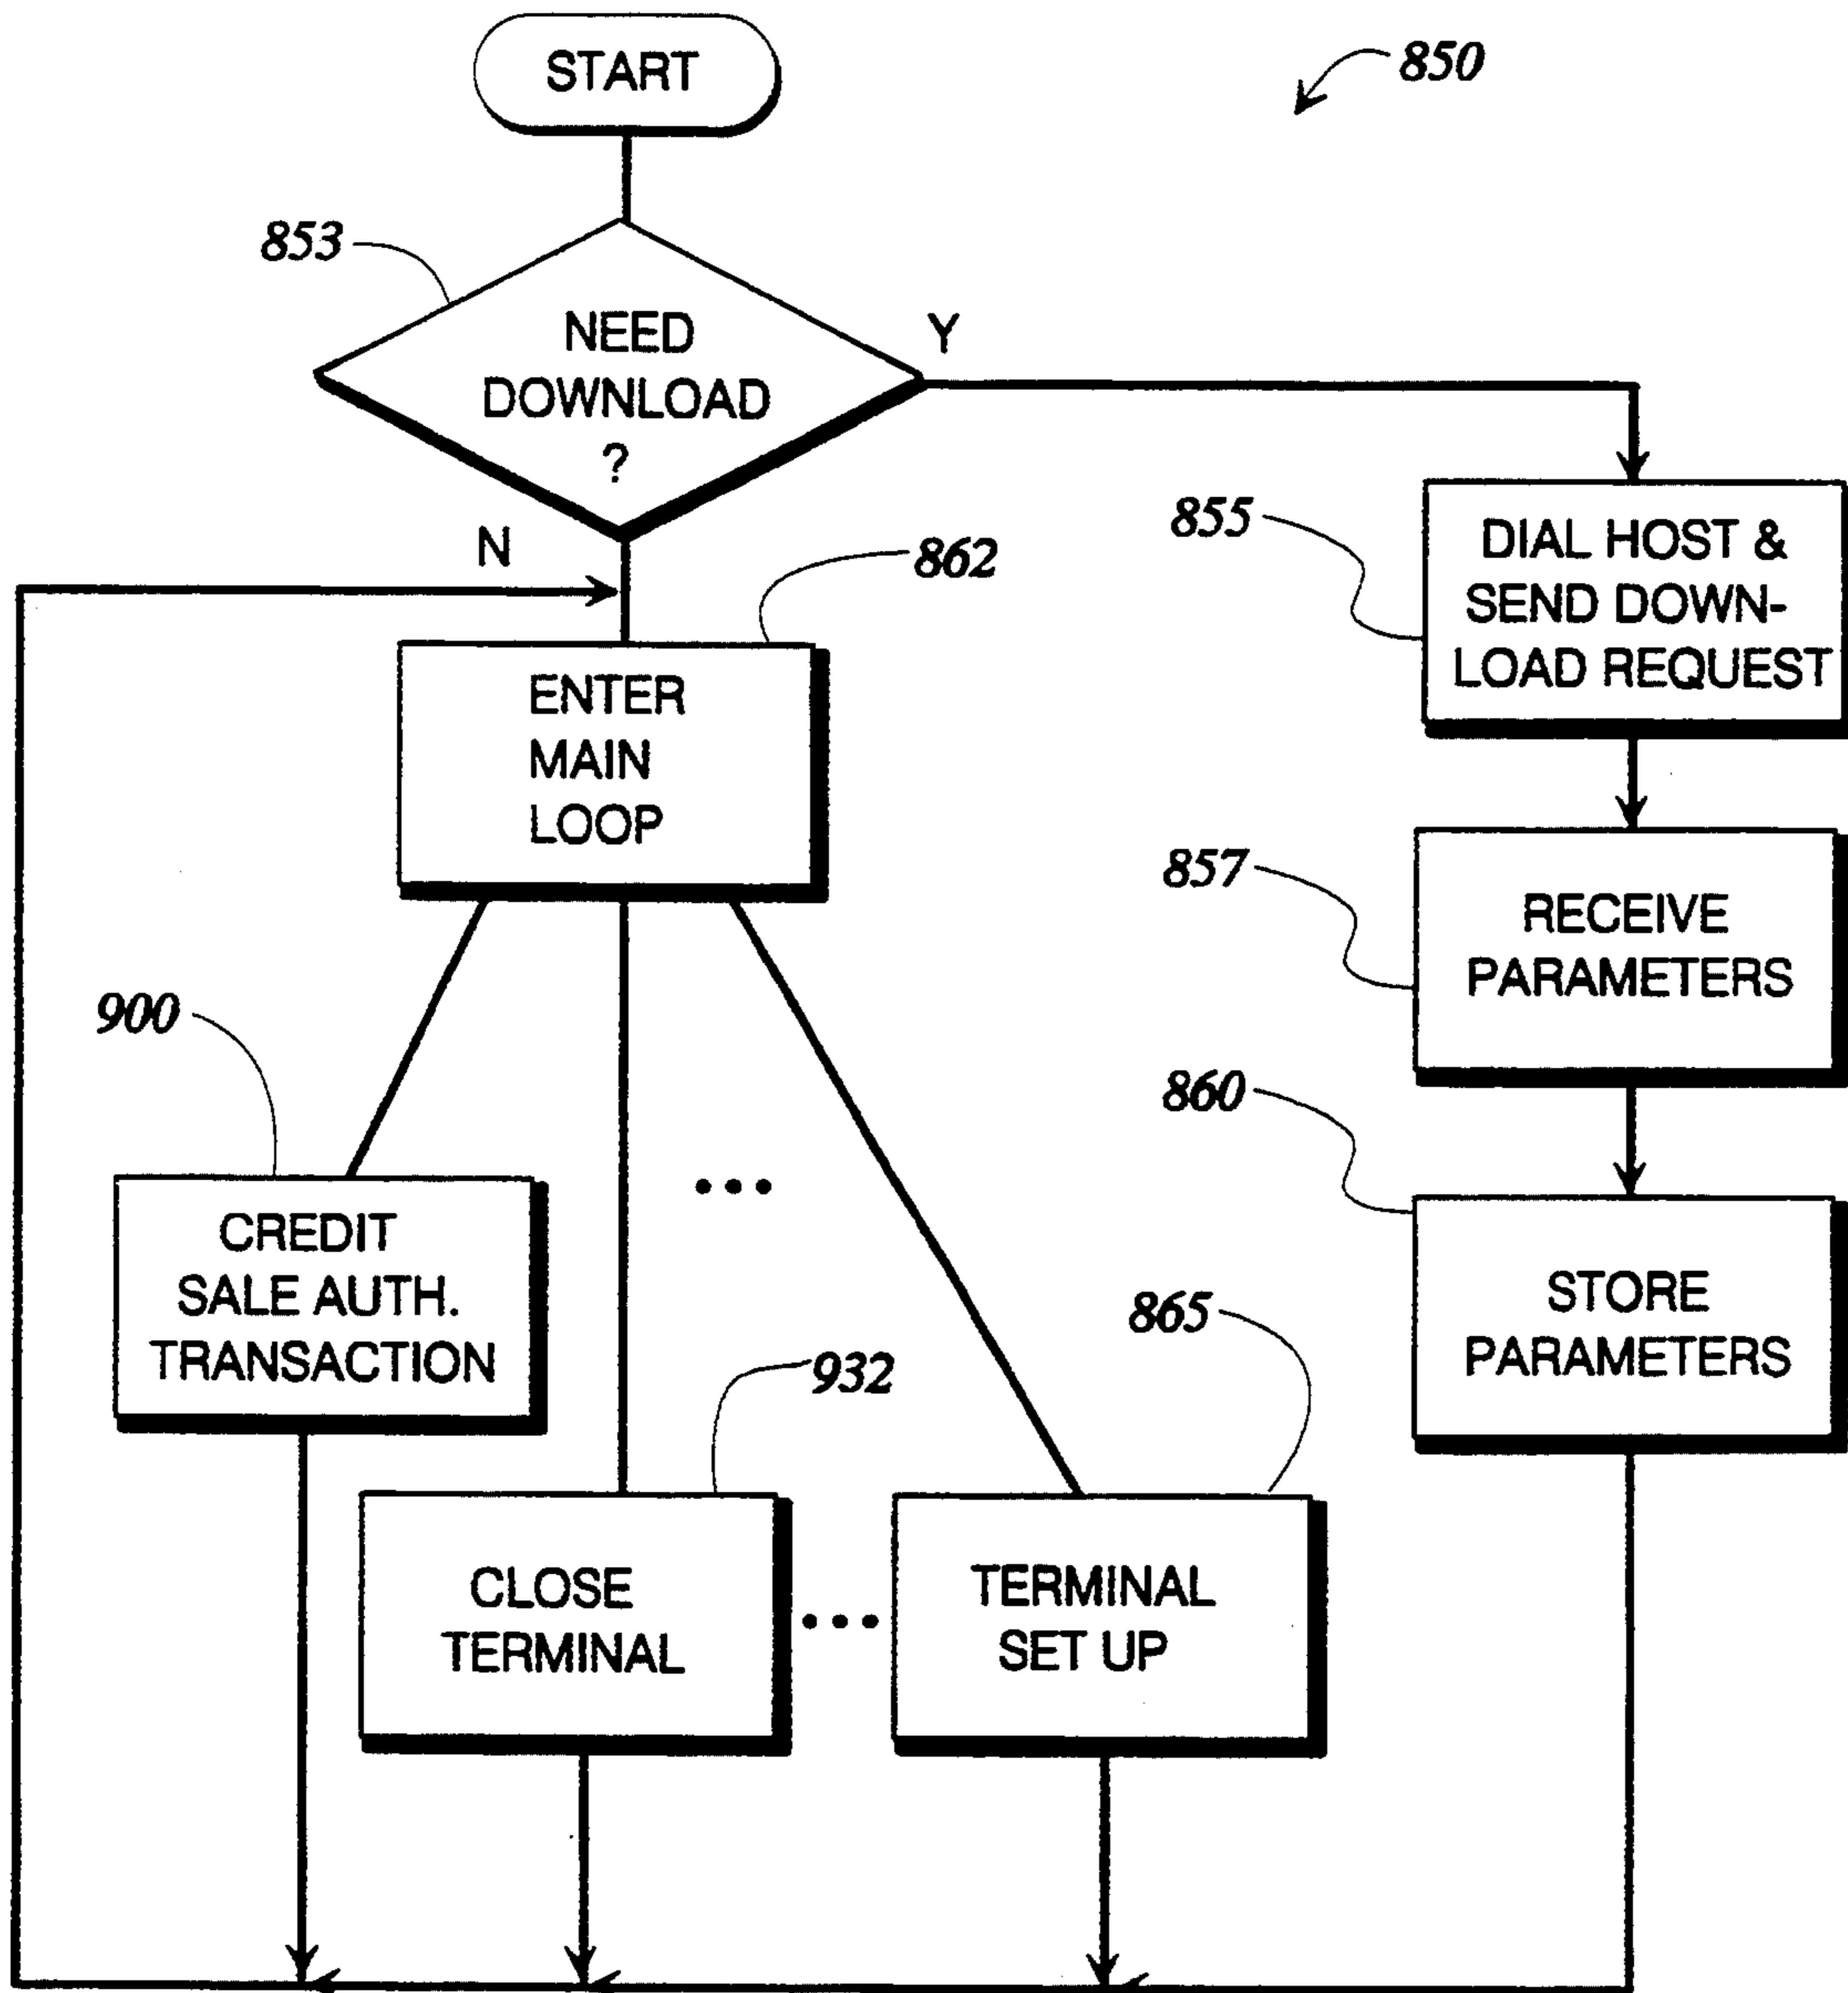 START
850
853
NEED
DOWNLOAD
?
Y
N
862
855
DIAL HOST &
SEND DOWN-
LOAD REQUEST
ENTER
MAIN
LOOP
857
RECEIVE
PARAMETERS
900
860
...
CREDIT
SALE AUTH.
TRANSACTION
STORE
PARAMETERS
932
865
CLOSE
TERMINAL
...
TERMINAL
SET UP